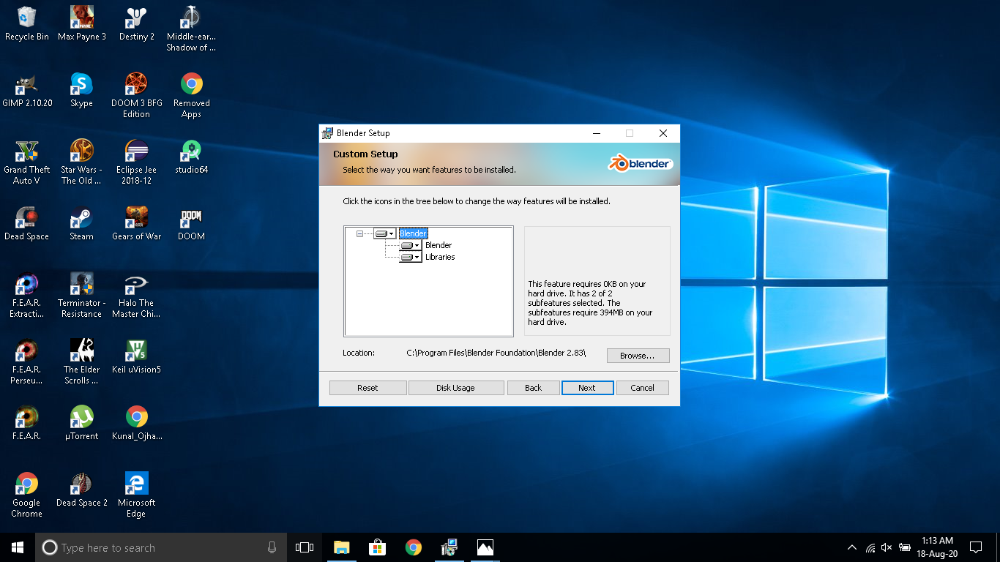 Recycle Bin
Max Payne 3
Destiny 2
Middle-ear...
Shadow of ...
GIMP 2.10.20
Skype
DOOM 3 BFG
Edition
Removed
Apps
Grand Theft
Auto V
Star Wars -
The Old ...
Eclipse Jee
2018-12
studio64
Dead Space
Steam
Gears of War
DOOM
DOOM
F.E.A.R.
Extracti...
Terminator -
Resistance
Halo The
Master Chi...
F.E.A.R.
Perseu...
The Elder
Scrolls ...
Keil uVision5
F.E.A.R.
µTorrent
Kunal_Ojha...
Google
Chrome
Dead Space 2
Microsoft
Edge
Blender Setup
Custom Setup
Select the way you want features to be installed.
blender
Click the icons in the tree below to change the way features will be installed.
Blender
Blender
Libraries
This feature requires 0KB on your
hard drive. It has 2 of 2
subfeatures selected. The
subfeatures require 394MB on your
hard drive.
Location: C:\Program Files\Blender Foundation\Blender 2.83\
Browse...
Reset
Disk Usage
Back
Next
Cancel
Type here to search
1:13 AM
18-Aug-20